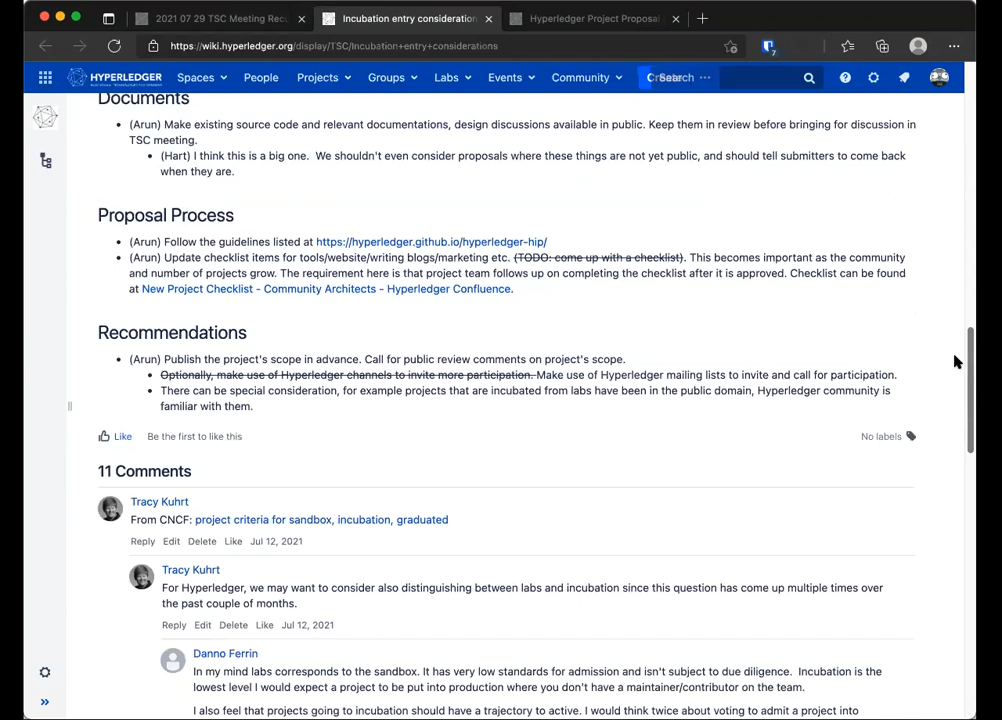 2021 07 29 TSC Meeting Reco
Incubation entry consideration
Hyperledger Project Proposal
https://wiki.hyperledger.org/display/TSC/Incubation+entry+considerations
7
HYPERLEDGER
Spaces
People
Projects
Groups
Labs
Events
Community
Search
Documents
(Arun) Make existing source code and relevant documentations, design discussions available in public. Keep them in review before bringing for discussion in
TSC meeting.
(Hart) I think this is a big one. We shouldn't even consider proposals where these things are not yet public, and should tell submitters to come back
when they are.
Proposal Process
(Arun) Follow the guidelines listed at https://hyperledger.github.io/hyperledger-hip/
(Arun) Update checklist items for tools/website/writing blogs/marketing etc. (TODO: come up with a checklist). This becomes important as the community
and number of projects grow. The requirement here is that project team follows up on completing the checklist after it is approved. Checklist can be found
at New Project Checklist - Community Architects - Hyperledger Confluence.
Recommendations
(Arun) Publish the project's scope in advance. Call for public review comments on project's scope.
Optionally, make use of Hyperledger channels to invite more participation. Make use of Hyperledger mailing lists to invite and call for participation.
There can be special consideration, for example projects that are incubated from labs have been in the public domain, Hyperledger community is
familiar with them.
Like Be the first to like this
No labels
11 Comments
Tracy Kuhrt
From CNCF: project criteria for sandbox, incubation, graduated
Reply Edit Delete Like Jul 12, 2021
Tracy Kuhrt
For Hyperledger, we may want to consider also distinguishing between labs and incubation since this question has come up multiple times over
the past couple of months.
Reply Edit Delete Like Jul 12, 2021
Danno Ferrin
In my mind labs corresponds to the sandbox. It has very low standards for admission and isn't subject to due diligence. Incubation is the
lowest level I would expect a project to be put into production where you don't have a maintainer/contributor on the team.
I also feel that projects going to incubation should have a trajectory to active. I would think twice about voting to admit a project into